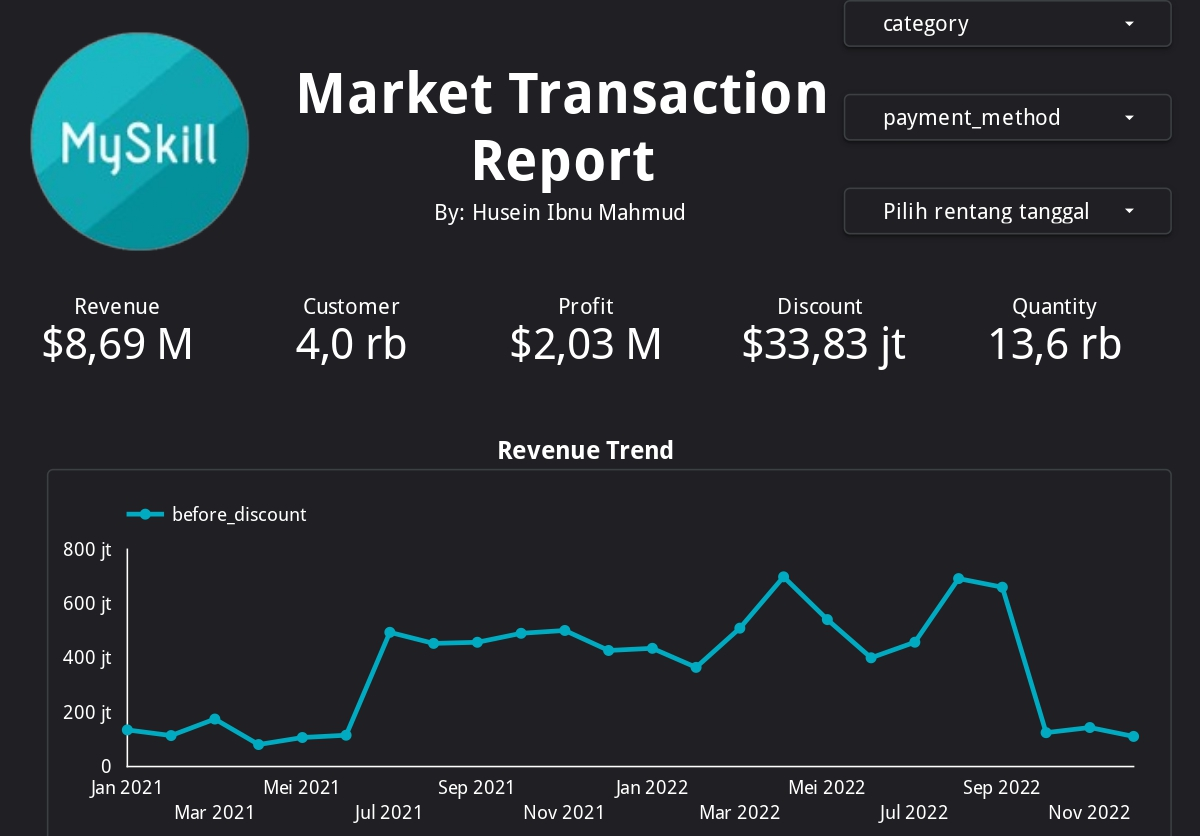 MySkill
Market Transaction
Report
By: Husein Ibnu Mahmud
category
payment_method
Pilih rentang tanggal
Revenue
$8,69 M
Customer
4,0 rb
Profit
$2,03 M
Discount
$33,83 jt
Quantity
13,6 rb
Revenue Trend
before_discount
800 jt
600 jt
400 jt
200 jt
0
Jan 2021
Mar 2021
Mei 2021
Jul 2021
Sep 2021
Nov 2021
Jan 2022
Mar 2022
Mei 2022
Jul 2022
Sep 2022
Nov 2022